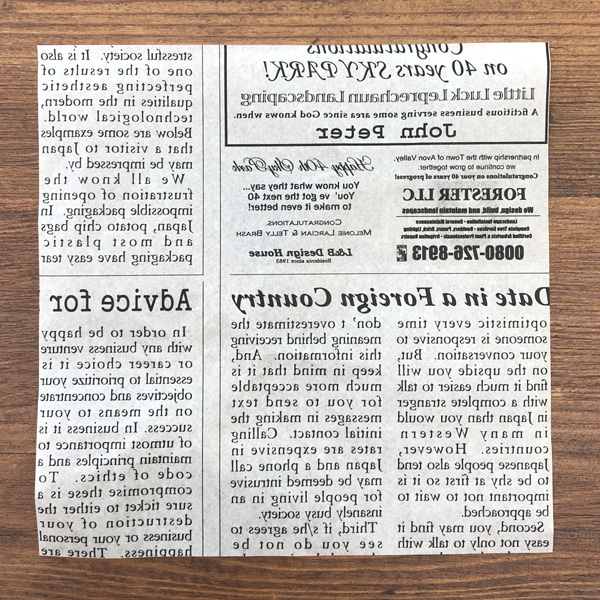 stressful society. It is also
one of the results of
perfecting aesthetic
qualities in the modern,
technological world.
Below are some examples
that a visitor to Japan
may be impressed by.
We all know the
frustration of opening
impossible packaging. In
Japan, potato chip bags
and most plastic
packaging have easy tear
Congratulations
on 40 years SKYPARK!
Little Luck Leprechaun Landscaping
A fictitious business serving some area since God knows when.
John Peter
Happy 40th SkyPark
You know what they say...
You've got the next 40
to make it even better!
CONGRATULATIONS
MELONIE LARCIAN & TELLY BRASH
L&B Design House
Residents since 1983
In partnership with the Town of Avon Valley,
we continue to grow together.
Congratulations on your 40 years of progress!
FORESTER LLC
We design, build, and maintain landscapes
0080-726-8913
Advice for
In order to be happy
with any business venture
or career choice it is
essential to prioritize your
objectives and concentrate
on the means to your
success. In business it is
of utmost importance to
maintain principles and a
code of ethics. To
compromise these is a
sure ticket to either the
destruction of your
business or your personal
happiness. There are
Date in a Foreign Country
optimistic every time
someone is responsive to
your conversation. But,
on the upside you will
find it much easier to talk
with a complete stranger
in Japan than you would
in many Western
countries. However,
Japanese people also tend
to be shy at first so it is
important not to wait to
be approached.
Second, you may find it
easy not only to talk with
don't overestimate the
meaning behind receiving
this information. And,
keep in mind that it is
much more acceptable
for you to send text
messages in making the
initial contact. Calling
rates are expensive in
Japan and a phone call
may be deemed intrusive
for people living in an
insanely busy society.
Third, if s/he agrees to
see you do not be